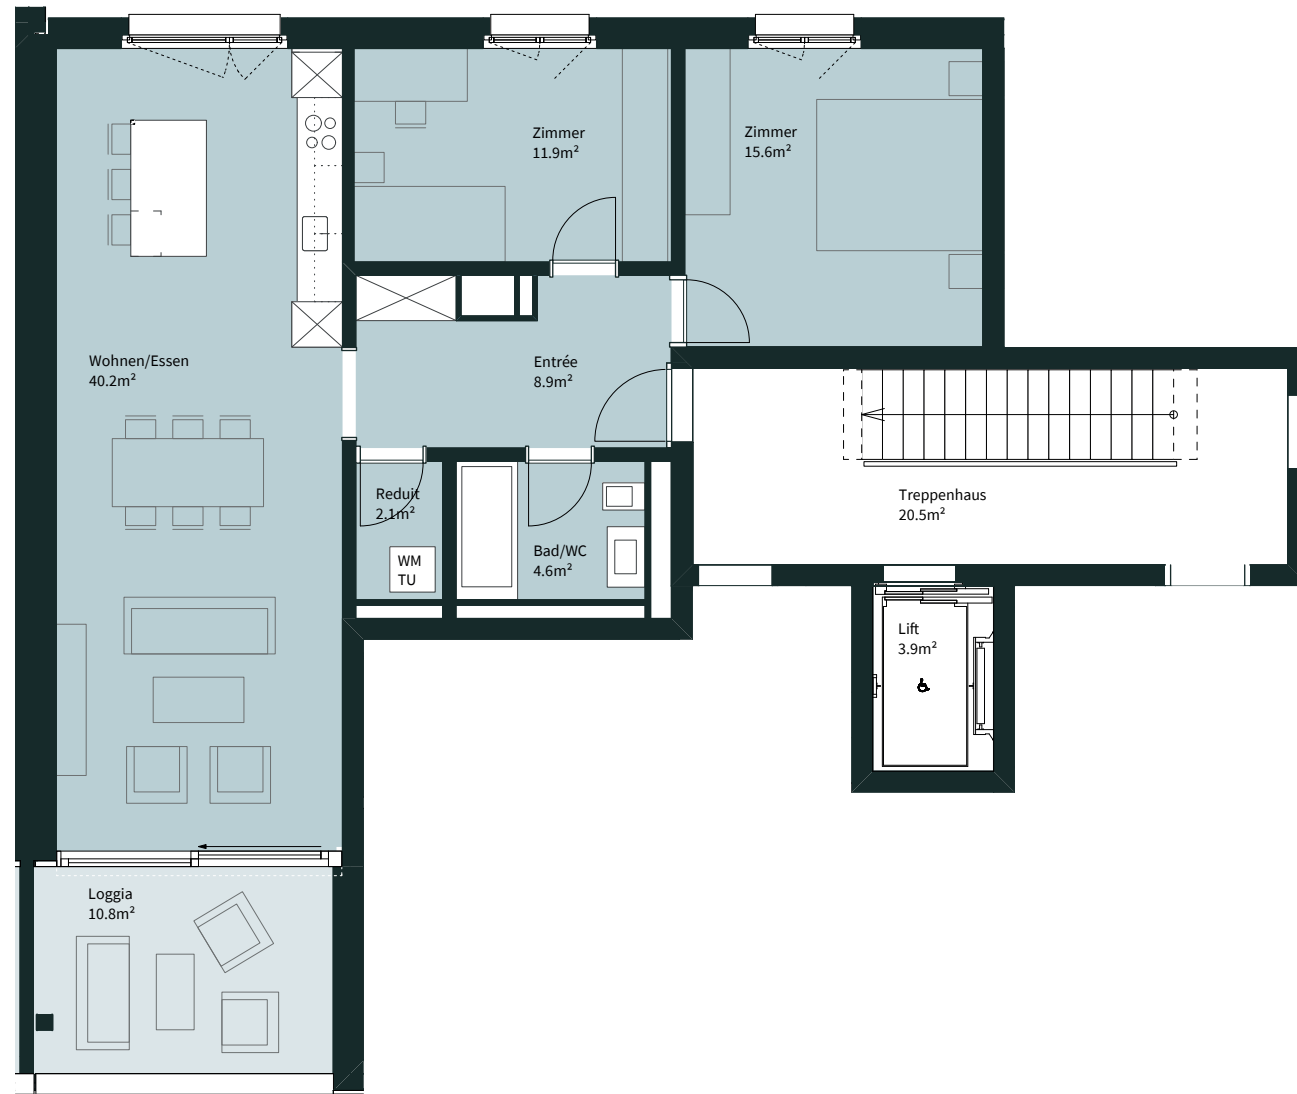 Zimmer
11.9m²
Zimmer
15.6m²
Wohnen/Essen
40.2m²
Entrée
8.9m²
Reduit
2.1m²
WM
TU
Bad/WC
4.6m²
Treppenhaus
20.5m²
Lift
3.9m²
Loggia
10.8m²